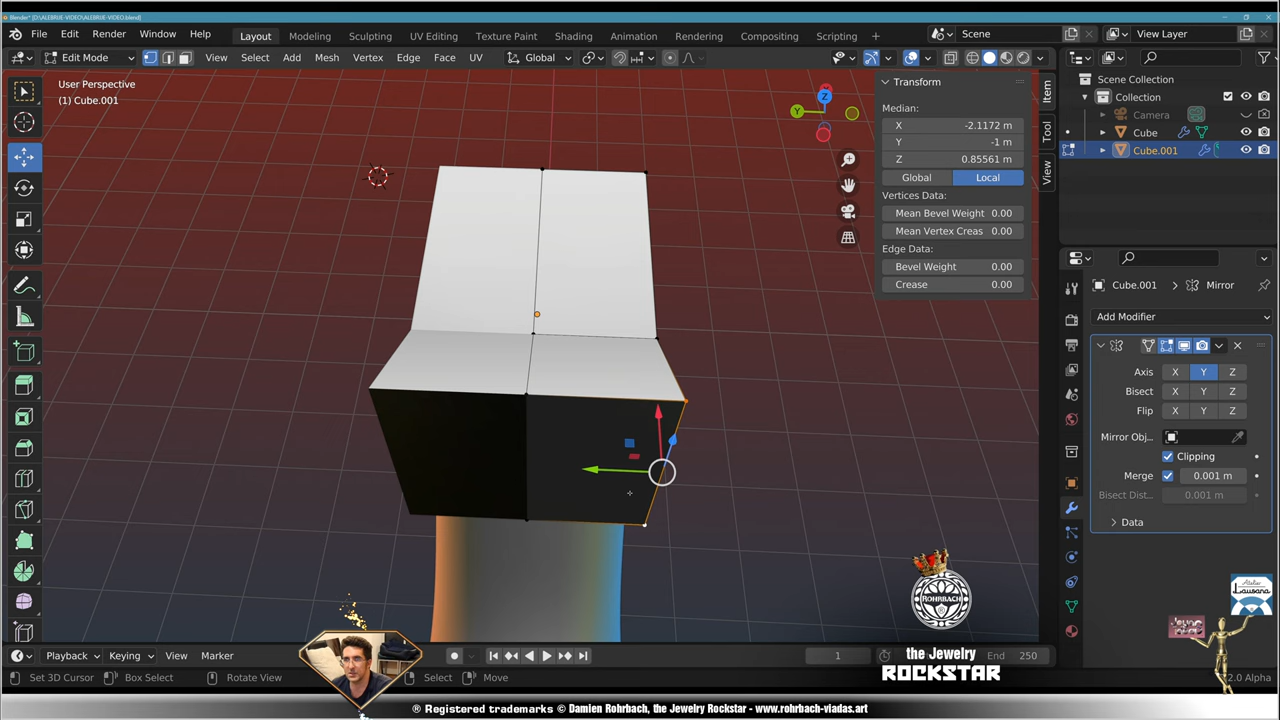 Blender* [D:\ALEBRIJE-VIDEO\ALEBRIJE-VIDEO.blend]
File Edit Render Window Help Layout Modeling Sculpting UV Editing Texture Paint Shading Animation Rendering Compositing Scripting Scene View Layer
Edit Mode View Select Add Mesh Vertex Edge Face UV Global
User Perspective
(1) Cube.001
Z
Y
Transform
Median:
X -2.1172 m
Y -1 m
Z 0.85561 m
Global Local
Vertices Data:
Mean Bevel Weight 0.00
Mean Vertex Creas 0.00
Edge Data:
Bevel Weight 0.00
Crease 0.00
Item
Tool
View
Scene Collection
Collection
Camera
Cube
Cube.001
Cube.001 Mirror
Add Modifier
Axis X Y Z
Bisect X Y Z
Flip X Y Z
Mirror Obj...
Clipping
Merge 0.001 m
Bisect Dist... 0.001 m
Data
ROHRBACH
Atelier
Lausana
the Jewelry
ROCKSTAR
Playback Keying View Marker 1 End 250
Set 3D Cursor Box Select Rotate View Select Move 2.0 Alpha
® Registered trademarks © Damien Rohrbach, the Jewelry Rockstar - www.rohrbach-viadas.art